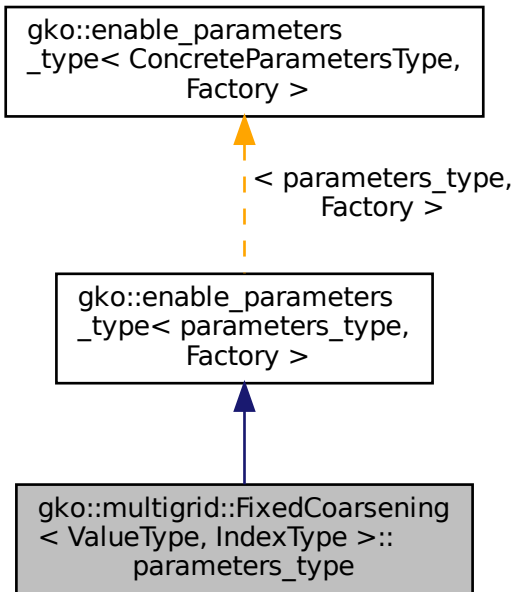 gko::enable_parameters
_type< ConcreteParametersType,
Factory >
< parameters_type,
Factory >
gko::enable_parameters
_type< parameters_type,
Factory >
gko::multigrid::FixedCoarsening
< ValueType, IndexType >::
parameters_type